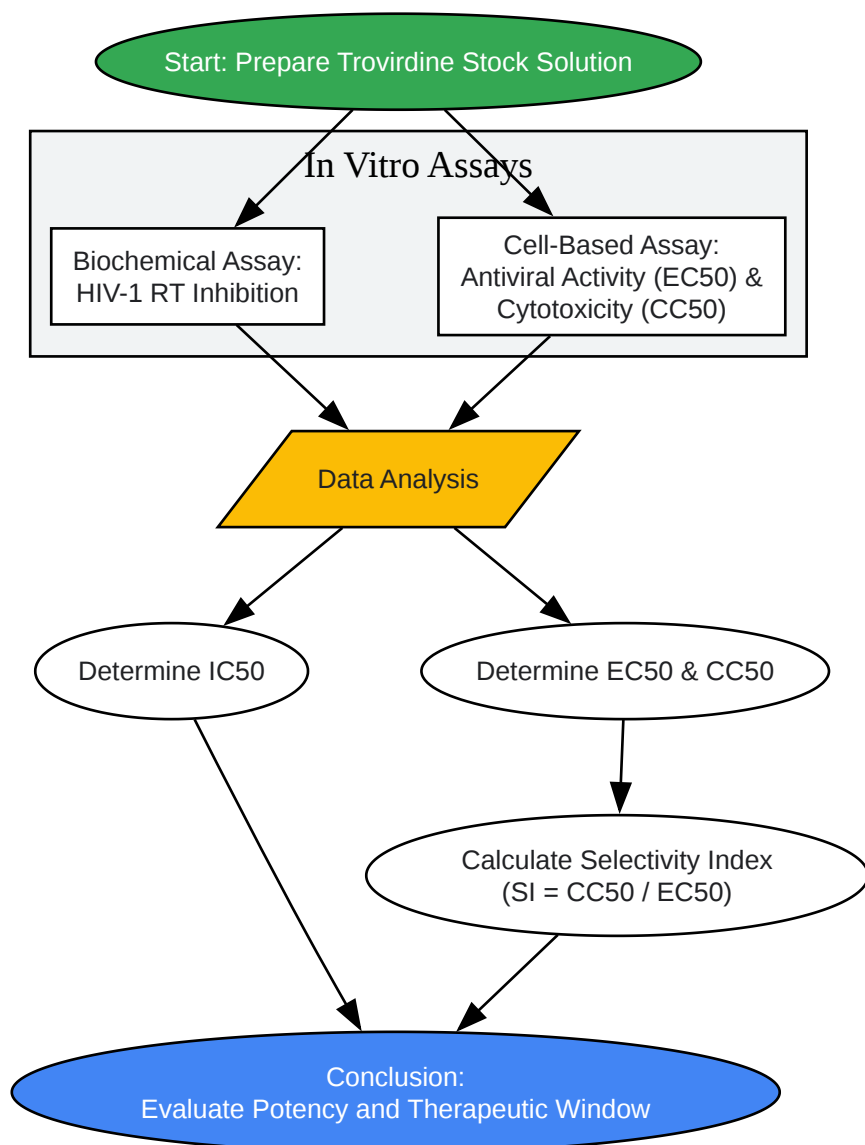 Start: Prepare Trovirdine Stock Solution
In Vitro Assays
Biochemical Assay:
HIV-1 RT Inhibition
Cell-Based Assay:
Antiviral Activity (EC50) &
Cytotoxicity (CC50)
Data Analysis
Determine IC50
Determine EC50 & CC50
Calculate Selectivity Index
(SI = CC50 / EC50)
Conclusion:
Evaluate Potency and Therapeutic Window